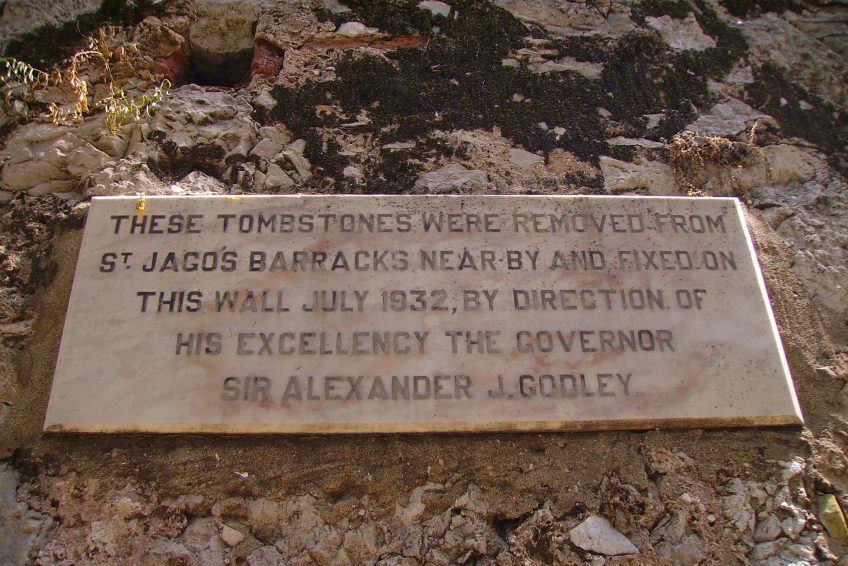 THESE TOMBSTONES WERE REMOVED FROM
ST. JAGO'S BARRACKS NEAR-BY AND FIXED ON
THIS WALL JULY 1932, BY DIRECTION OF
HIS EXCELLENCY THE GOVERNOR
SIR ALEXANDER J. GODLEY